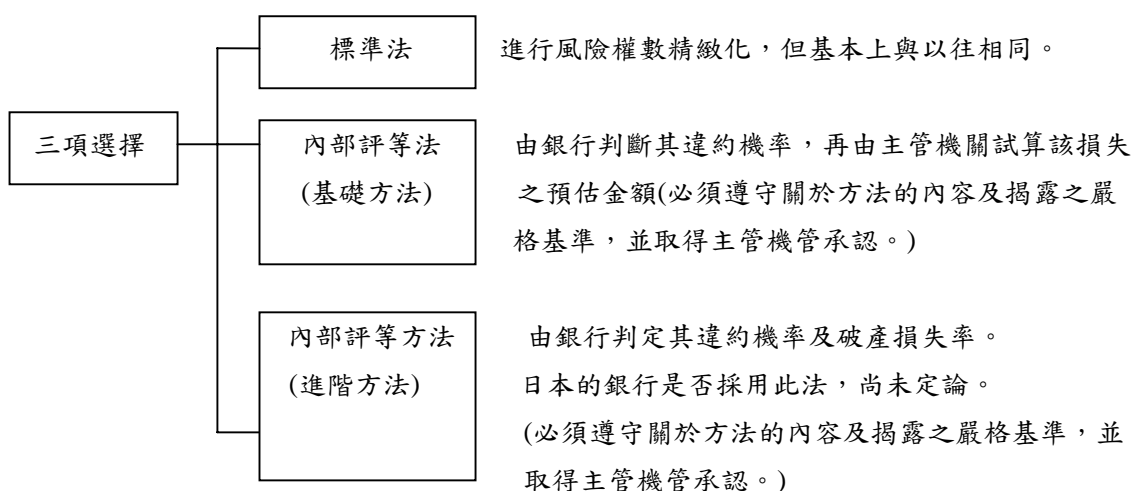 三項選擇
標準法
進行風險權數精緻化，但基本上與以往相同。
內部評等法
(基礎方法)
由銀行判斷其違約機率，再由主管機關試算該損失
之預估金額(必須遵守關於方法的內容及揭露之嚴
格基準，並取得主管機管承認。)
內部評等方法
(進階方法)
由銀行判定其違約機率及破產損失率。
日本的銀行是否採用此法，尚未定論。
(必須遵守關於方法的內容及揭露之嚴格基準，並
取得主管機管承認。)